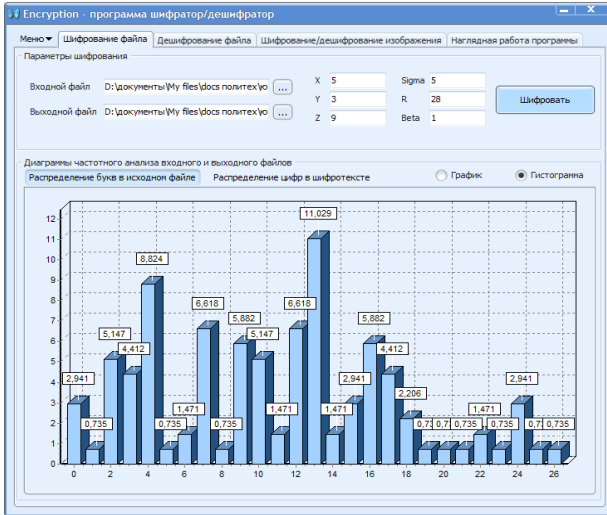 Encryption - программа шифратор/дешифратор
Меню Шифрование файла Дешифрование файла Шифрование/дешифрование изображения Наглядная работа программы
Параметры шифрования
X 5 Sigma 5
Входной файл D:\документы\My files\docs политех\ю ... Шифровать
Y 3 R 28
Выходной файл D:\документы\My files\docs политех\ю ...
Z 9 Beta 1
Диаграммы частотного анализа входного и выходного файлов
Распределение букв в исходном файле Распределение цифр в шифротексте График Гистограмма
11,029
12
11
10
8,824
9
8
6,618 6,618
7
5,882 5,882
6
5,147 5,147
5
4,412 4,412
4
2,941 2,941 2,941
3
2,206
2
1,471 1,471 1,471 1,471
1
0,735 0,735 0,735 0,735 0,735 0,735
0
0 2 4 6 8 10 12 14 16 18 20 22 24 26